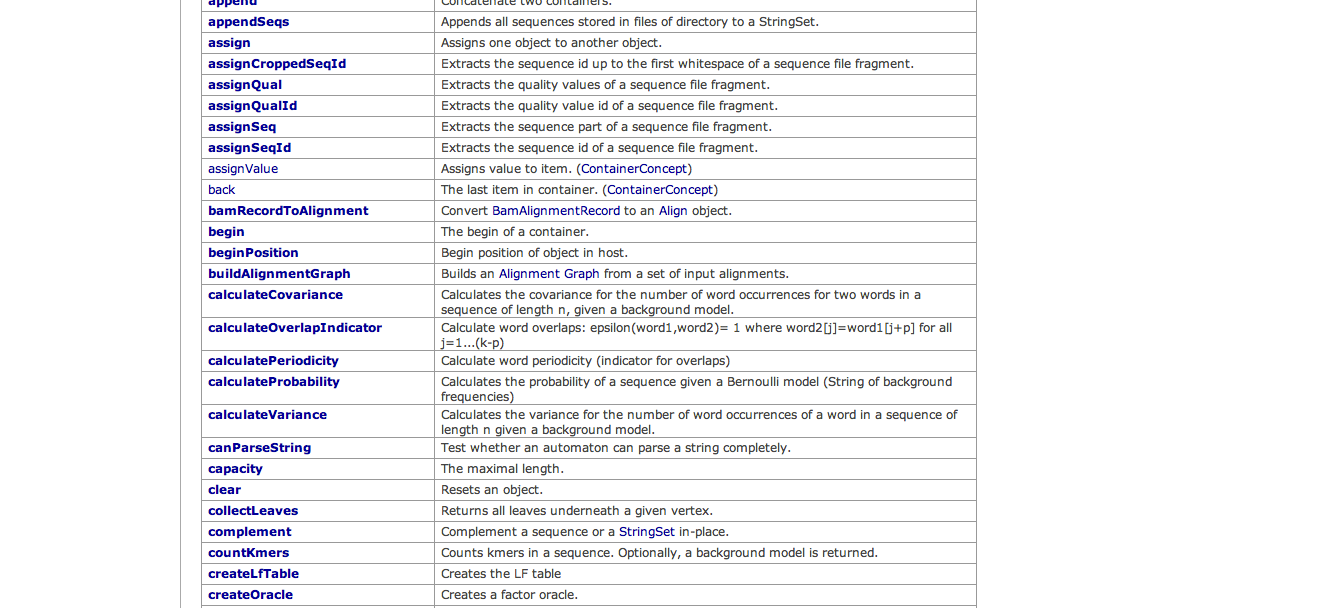 append Concatenate two containers.
appendSeqs Appends all sequences stored in files of directory to a StringSet.
assign Assigns one object to another object.
assignCroppedSeqId Extracts the sequence id up to the first whitespace of a sequence file fragment.
assignQual Extracts the quality values of a sequence file fragment.
assignQualId Extracts the quality value id of a sequence file fragment.
assignSeq Extracts the sequence part of a sequence file fragment.
assignSeqId Extracts the sequence id of a sequence file fragment.
assignValue Assigns value to item. (ContainerConcept)
back The last item in container. (ContainerConcept)
bamRecordToAlignment Convert BamAlignmentRecord to an Align object.
begin The begin of a container.
beginPosition Begin position of object in host.
buildAlignmentGraph Builds an Alignment Graph from a set of input alignments.
calculateCovariance Calculates the covariance for the number of word occurrences for two words in a
sequence of length n, given a background model.
calculateOverlapIndicator Calculate word overlaps: epsilon(word1,word2)= 1 where word2[j]=word1[j+p] for all
j=1...(k-p)
calculatePeriodicity Calculate word periodicity (indicator for overlaps)
calculateProbability Calculates the probability of a sequence given a Bernoulli model (String of background
frequencies)
calculateVariance Calculates the variance for the number of word occurrences of a word in a sequence of
length n given a background model.
canParseString Test whether an automaton can parse a string completely.
capacity The maximal length.
clear Resets an object.
collectLeaves Returns all leaves underneath a given vertex.
complement Complement a sequence or a StringSet in-place.
countKmers Counts kmers in a sequence. Optionally, a background model is returned.
createLfTable Creates the LF table
createOracle Creates a factor oracle.